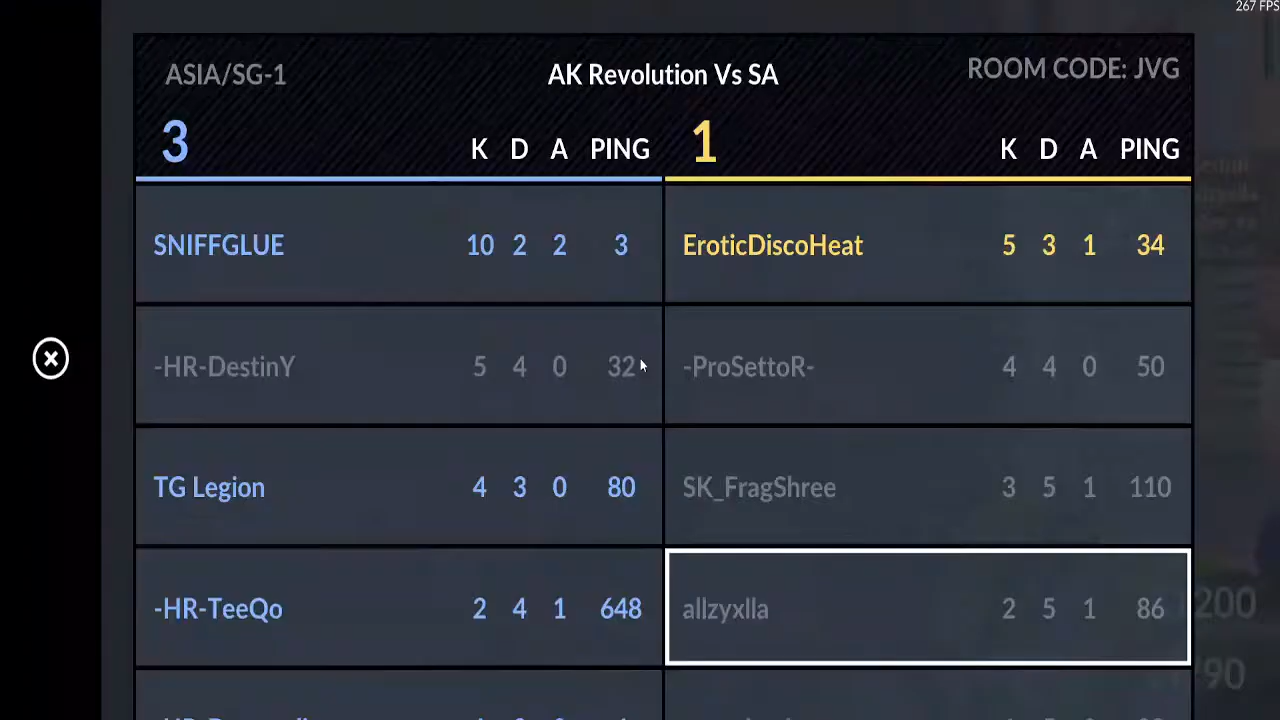 267 FPS
ASIA/SG-1 AK Revolution Vs SA ROOM CODE: JVG
3 K D A PING 1 K D A PING
SNIFFGLUE 10 2 2 3 EroticDiscoHeat 5 3 1 34
-HR-DestinY 5 4 0 32 -ProSettoR- 4 4 0 50
TG Legion 4 3 0 80 SK_FragShree 3 5 1 110
-HR-TeeQo 2 4 1 648 allzyxlla 2 5 1 86
200
/90